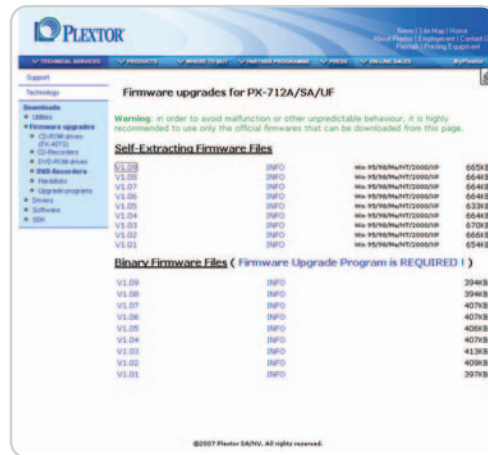 PLEXTOR
News | Site Map | Home
About Plextor | Employment | Contact U
Plextalk | Printing Equipment
TECHNICAL SERVICES PRODUCTS WHERE TO BUY PARTNER PROGRAMME PRESS ON-LINE SALES MyPlextor
Support
Technology
Downloads
Utilities
Firmware upgrades
CD-ROM drives
(PX-40TS)
CD-Recorders
DVD-ROM drives
DVD-Recorders
Harddisks
Upgrade programs
Drivers
Software
SDK
Firmware upgrades for PX-712A/SA/UF
Warning: in order to avoid malfunction or other unpredictable behaviour, it is highly
recommended to use only the official firmwares that can be downloaded from this page.
Self-Extracting Firmware Files
V1.09 INFO Win 95/98/Me/NT/2000/XP 665KB
V1.08 INFO Win 95/98/Me/NT/2000/XP 664KB
V1.07 INFO Win 95/98/Me/NT/2000/XP 664KB
V1.06 INFO Win 95/98/Me/NT/2000/XP 664KB
V1.05 INFO Win 95/98/Me/NT/2000/XP 633KB
V1.04 INFO Win 95/98/Me/NT/2000/XP 664KB
V1.03 INFO Win 95/98/Me/NT/2000/XP 670KB
V1.02 INFO Win 95/98/Me/NT/2000/XP 666KB
V1.01 INFO Win 95/98/Me/NT/2000/XP 654KB
Binary Firmware Files ( Firmware Upgrade Program is REQUIRED ! )
V1.09 INFO 394KB
V1.08 INFO 394KB
V1.07 INFO 407KB
V1.06 INFO 407KB
V1.05 INFO 406KB
V1.04 INFO 407KB
V1.03 INFO 413KB
V1.02 INFO 409KB
V1.01 INFO 397KB
©2007 Plextor SA/NV. All rights reserved.